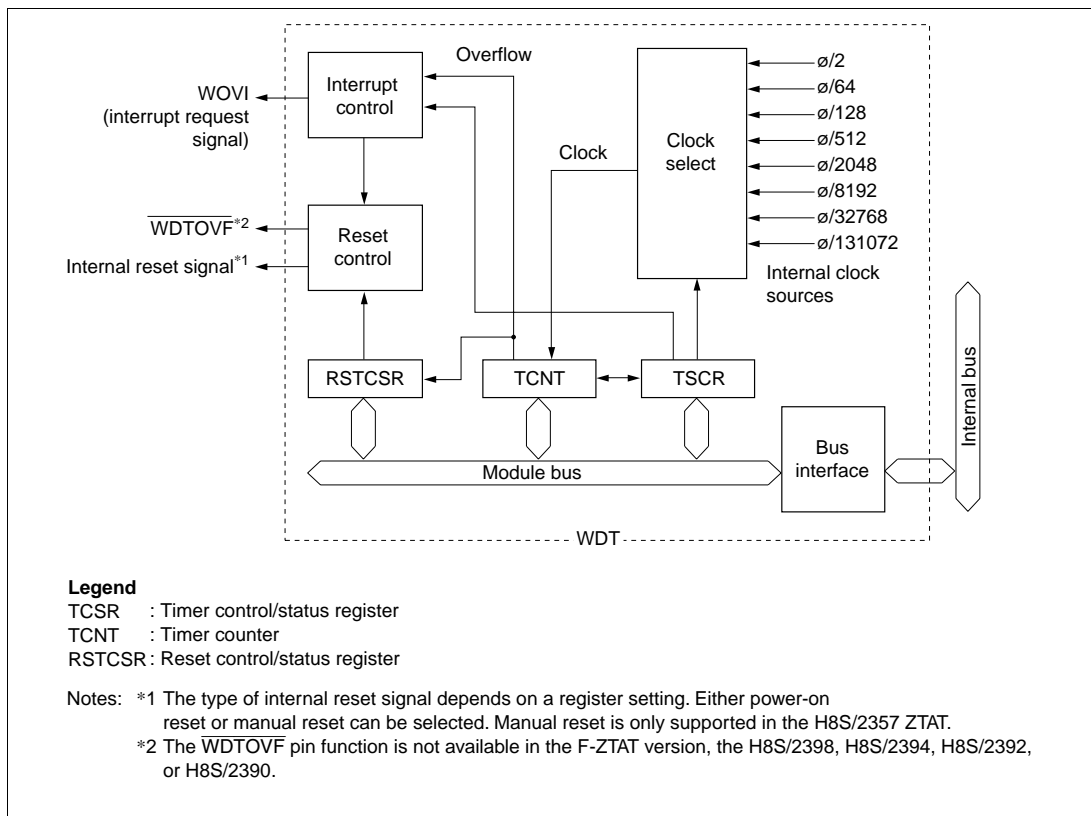 Overflow
Interrupt
control
WOVI
(interrupt request
signal)
Clock
Clock
select
ø/2
ø/64
ø/128
ø/512
ø/2048
ø/8192
ø/32768
ø/131072
Internal clock
sources
WDTOVF*2
Internal reset signal*1
Reset
control
RSTCSR
TCNT
TSCR
Module bus
Bus
interface
Internal bus
WDT
Legend
TCSR : Timer control/status register
TCNT : Timer counter
RSTCSR : Reset control/status register
Notes: *1 The type of internal reset signal depends on a register setting. Either power-on
reset or manual reset can be selected. Manual reset is only supported in the H8S/2357 ZTAT.
*2 The WDTOVF pin function is not available in the F-ZTAT version, the H8S/2398, H8S/2394, H8S/2392,
or H8S/2390.